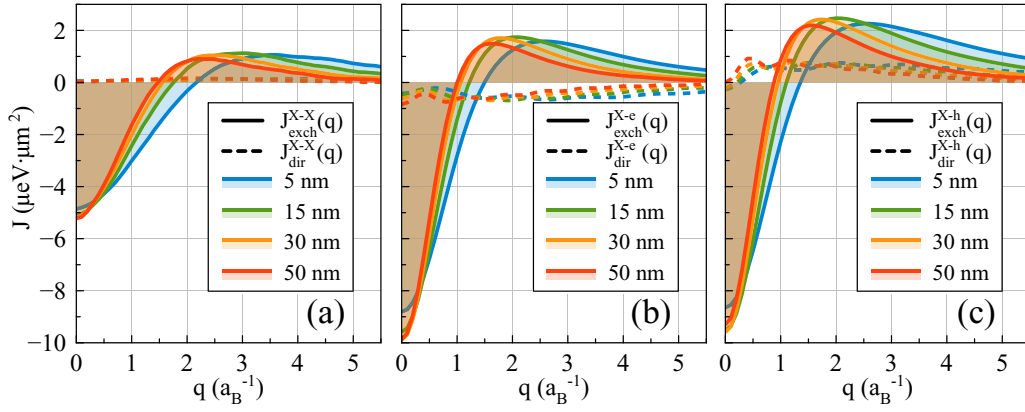 J (μeV·μm²)
2
0
−2
−4
−6
−8
−10
J^X-X_exch(q)
J^X-X_dir(q)
5 nm
15 nm
30 nm
50 nm
(a)
0 1 2 3 4 5
q (a_B^-1)
J^X-e_exch(q)
J^X-e_dir(q)
5 nm
15 nm
30 nm
50 nm
(b)
0 1 2 3 4 5
q (a_B^-1)
J^X-h_exch(q)
J^X-h_dir(q)
5 nm
15 nm
30 nm
50 nm
(c)
0 1 2 3 4 5
q (a_B^-1)